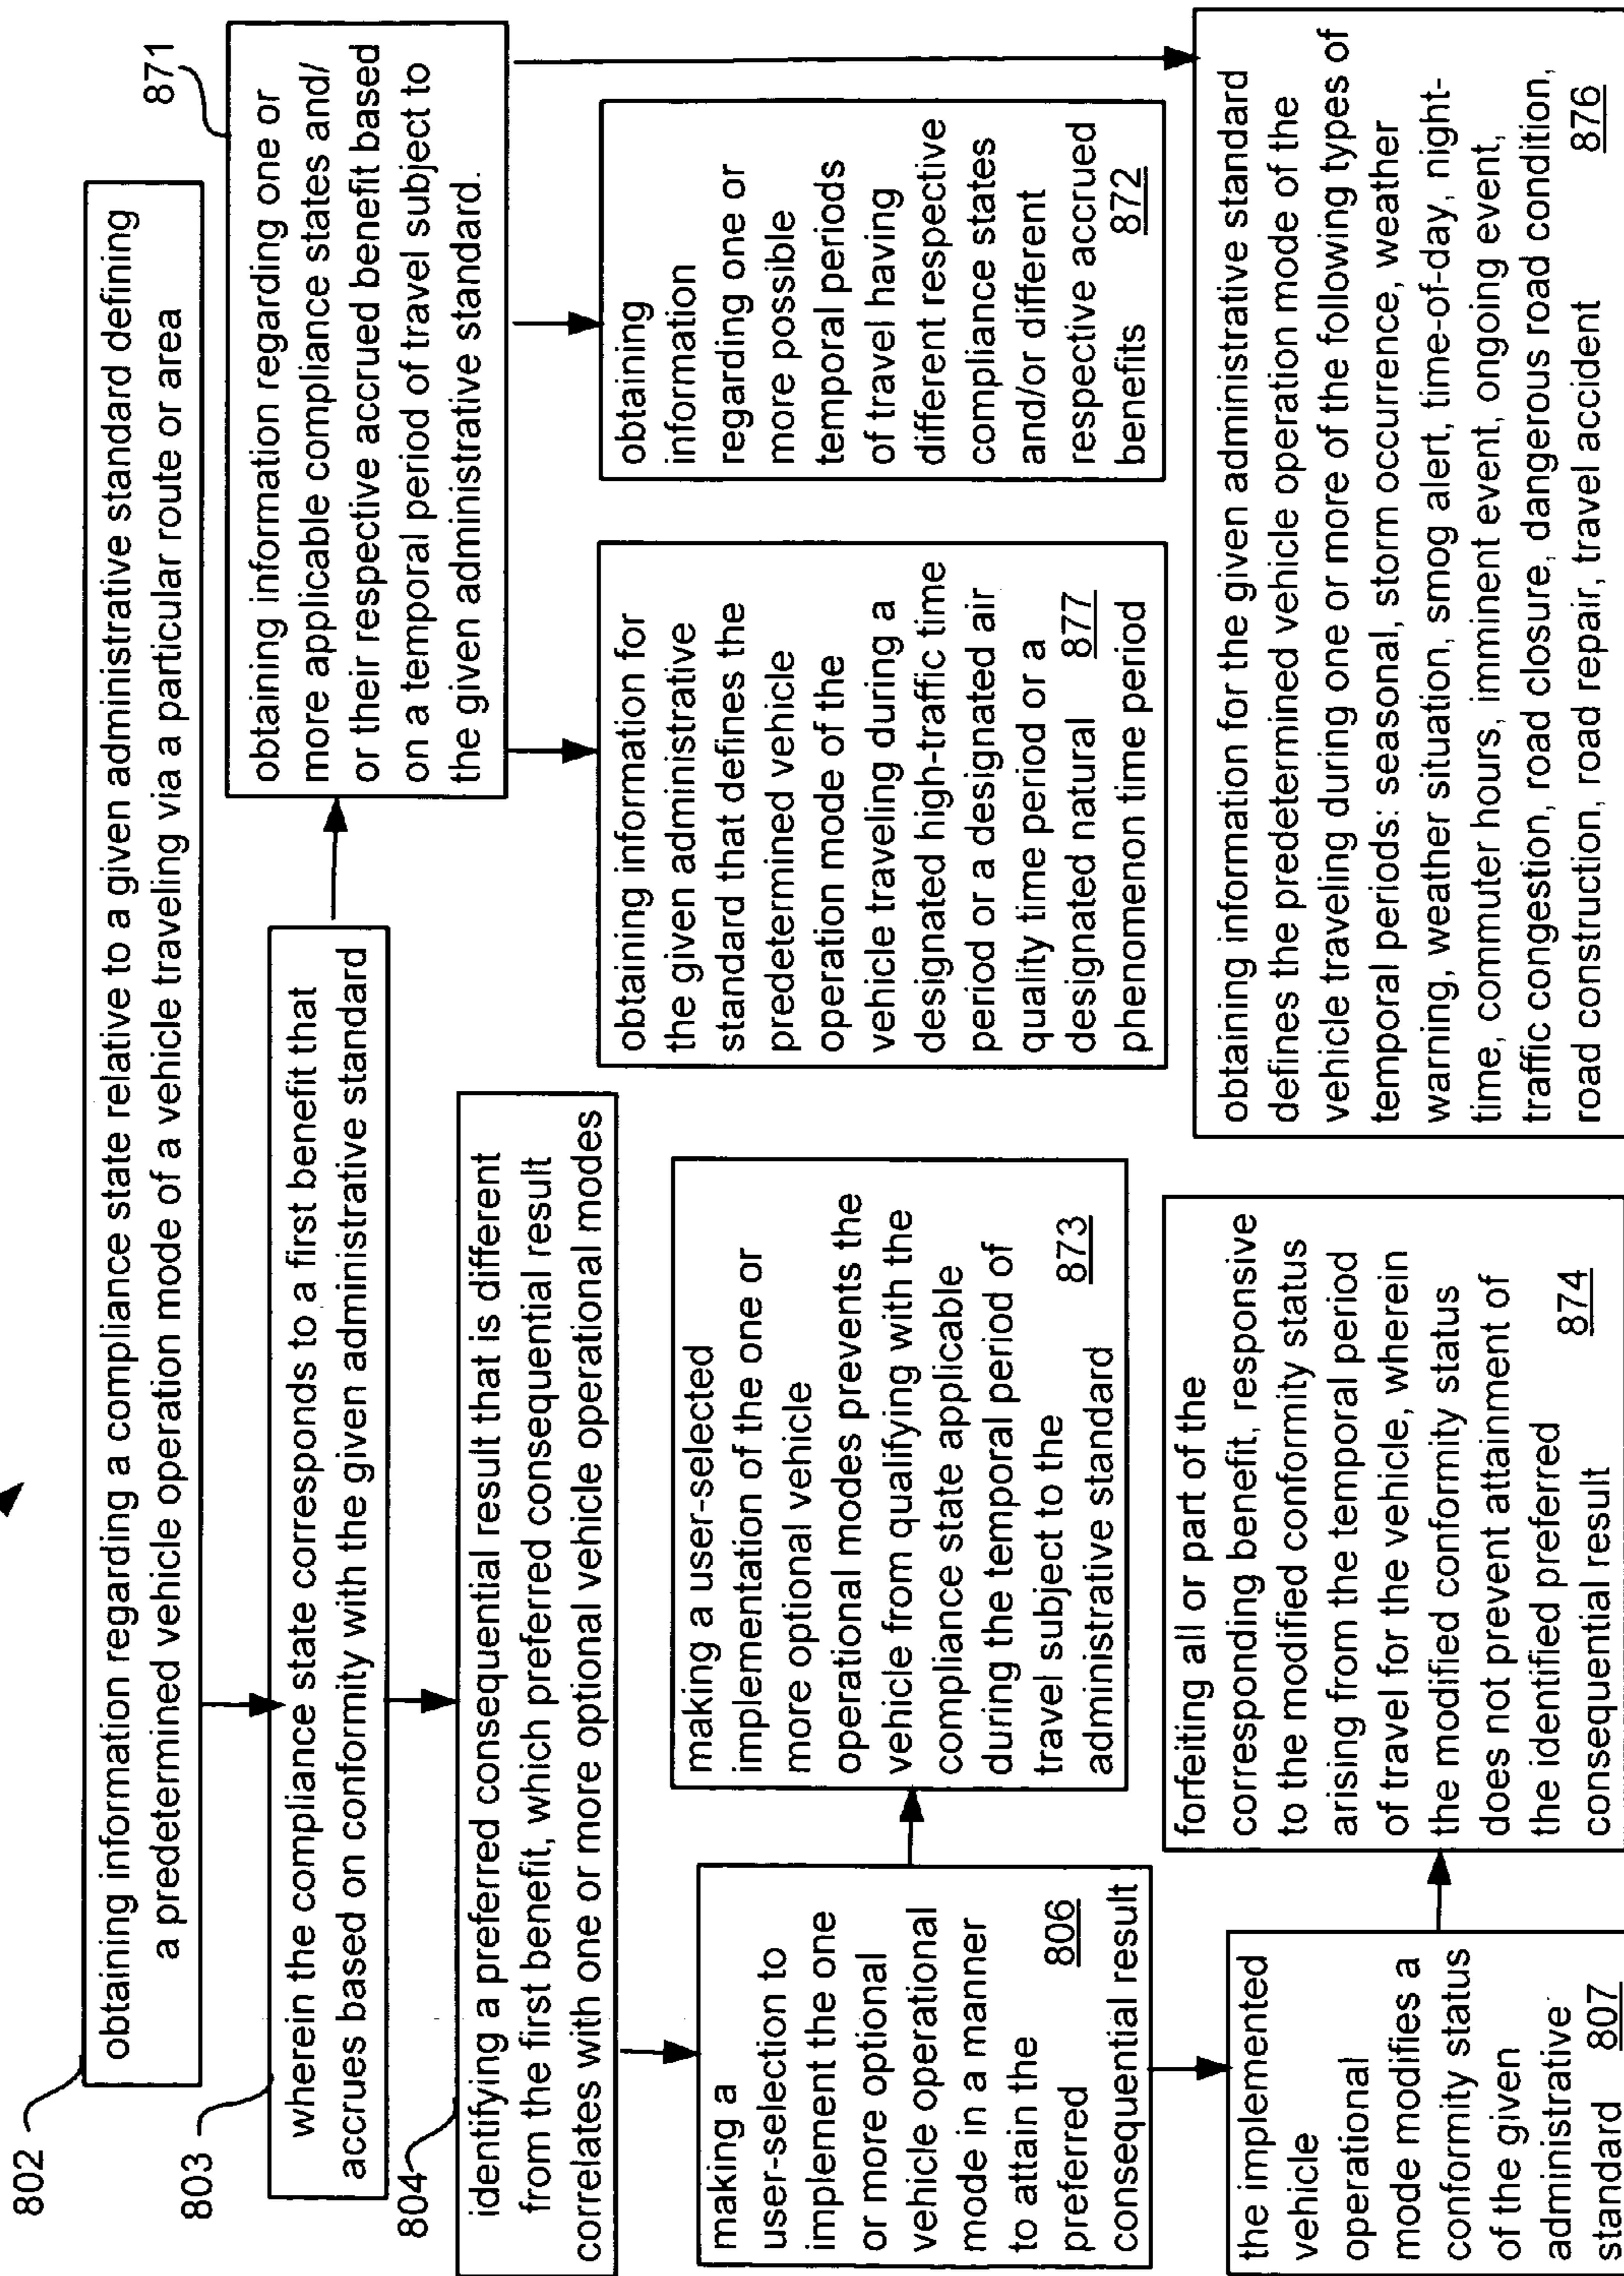 802
obtaining information regarding a compliance state relative to a given administrative standard defining
a predetermined vehicle operation mode of a vehicle traveling via a particular route or area
803
wherein the compliance state corresponds to a first benefit that
accrues based on conformity with the given administrative standard
871
obtaining information regarding one or
more applicable compliance states and/
or their respective accrued benefit based
on a temporal period of travel subject to
the given administrative standard.
804
identifying a preferred consequential result that is different
from the first benefit, which preferred consequential result
correlates with one or more optional vehicle operational modes
obtaining information for
the given administrative
standard that defines the
predetermined vehicle
operation mode of the
vehicle traveling during a
designated high-traffic time
period or a designated air
quality time period or a
designated natural 877
phenomenon time period
obtaining
information
regarding one or
more possible
temporal periods
of travel having
different respective
compliance states
and/or different
respective accrued
benefits 872
making a
user-selection to
implement the one
or more optional
vehicle operational
mode in a manner
to attain the
preferred 806
consequential result
making a user-selected
implementation of the one or
more optional vehicle
operational modes prevents the
vehicle from qualifying with the
compliance state applicable
during the temporal period of
travel subject to the 873
administrative standard
the implemented
vehicle
operational
mode modifies a
conformity status
of the given
administrative
standard 807
forfeiting all or part of the
corresponding benefit, responsive
to the modified conformity status
arising from the temporal period
of travel for the vehicle, wherein
the modified conformity status
does not prevent attainment of
the identified preferred
consequential result 874
obtaining information for the given administrative standard
defines the predetermined vehicle operation mode of the
vehicle traveling during one or more of the following types of
temporal periods: seasonal, storm occurrence, weather
warning, weather situation, smog alert, time-of-day, night-
time, commuter hours, imminent event, ongoing event,
traffic congestion, road closure, dangerous road condition,
road construction, road repair, travel accident 876